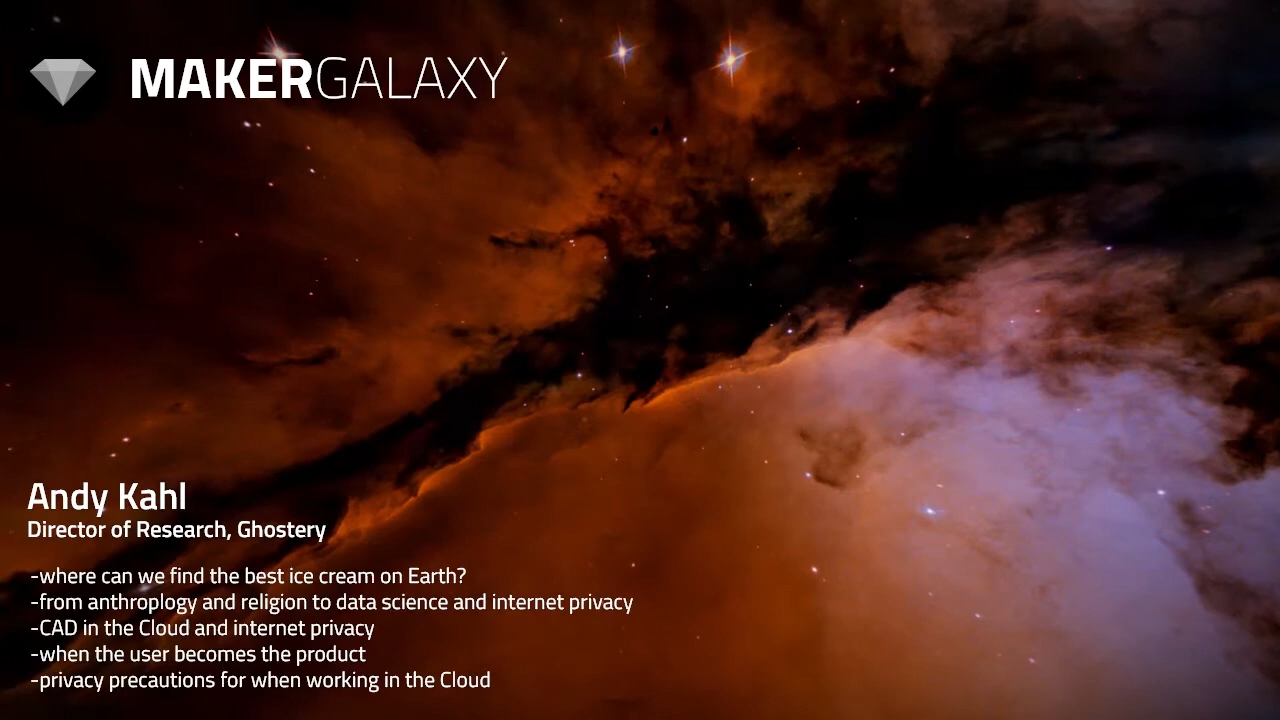 MAKERGALAXY
Andy Kahl
Director of Research, Ghostery
-where can we find the best ice cream on Earth?
-from anthroplogy and religion to data science and internet privacy
-CAD in the Cloud and internet privacy
-when the user becomes the product
-privacy precautions for when working in the Cloud